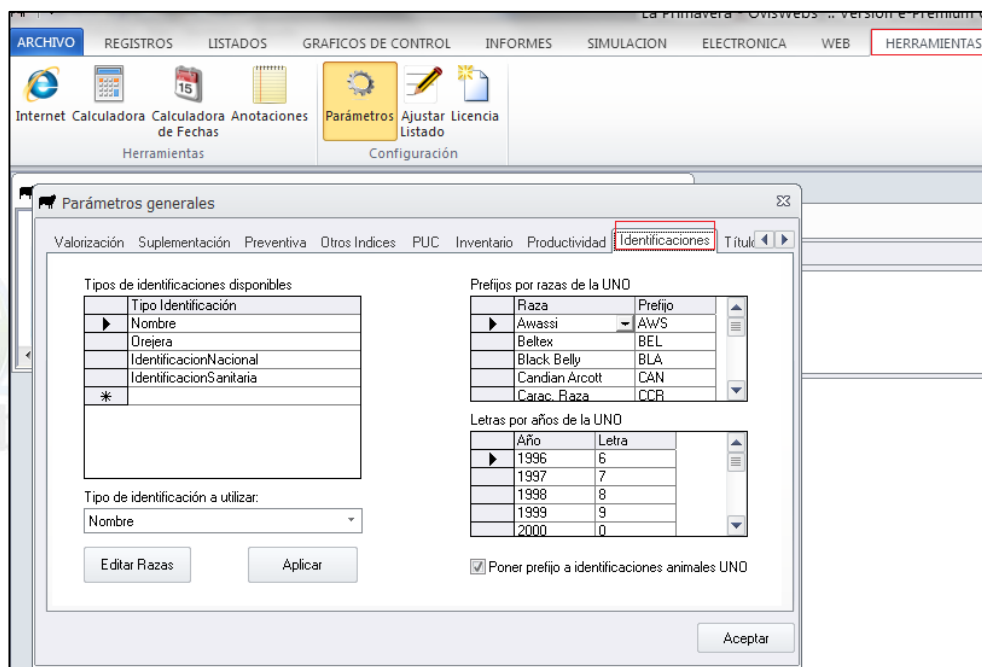 La Primavera - OvisWebs .: Versión e-Premium
ARCHIVO REGISTROS LISTADOS GRAFICOS DE CONTROL INFORMES SIMULACION ELECTRONICA WEB HERRAMIENTAS
15
Internet Calculadora Calculadora de Fechas Anotaciones Parámetros Ajustar Listado Licencia
Herramientas Configuración
Parámetros generales
Valorización Suplementación Preventiva Otros Indices PUC Inventario Productividad Identificaciones
Tipos de identificaciones disponibles
Tipo Identificación
Nombre
Orejera
IdentificacionNacional
IdentificacionSanitaria
Tipo de identificación a utilizar:
Nombre
Editar Razas Aplicar
Prefijos por razas de la UNO
Raza Prefijo
Awassi AWS
Beltex BEL
Black Belly BLA
Candian Arcott CAN
Carac. Raza CCR
Letras por años de la UNO
Año Letra
1996 6
1997 7
1998 8
1999 9
2000 0
Poner prefijo a identificaciones animales UNO
Aceptar